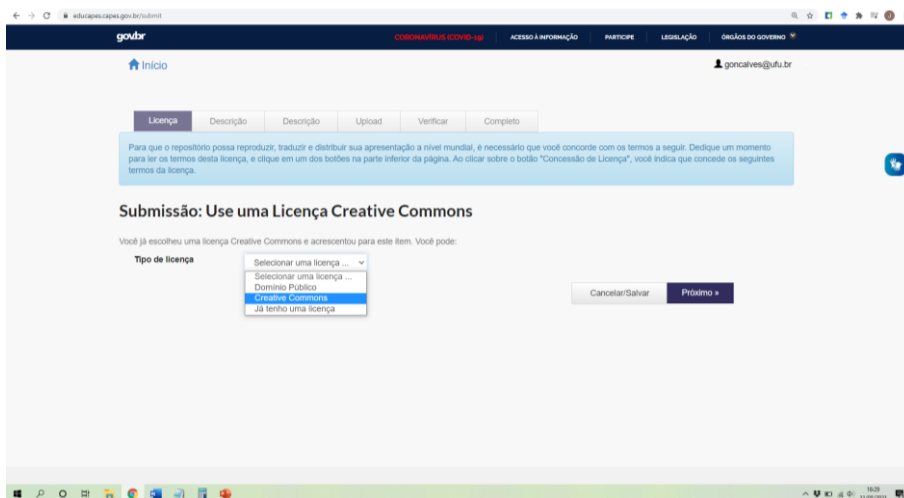 educapes.capes.gov.br/submit
govbr
CORONAVÍRUS (COVID-19)
ACESSO À INFORMAÇÃO
PARTICIPE
LEGISLAÇÃO
ÓRGÃOS DO GOVERNO
Início
goncalves@ufu.br
Licença
Descrição
Descrição
Upload
Verificar
Completo
Para que o repositório possa reproduzir, traduzir e distribuir sua apresentação a nível mundial, é necessário que você concorde com os termos a seguir. Dedique um momento
para ler os termos desta licença, e clique em um dos botões na parte inferior da página. Ao clicar sobre o botão "Concessão de Licença", você indica que concede os seguintes
termos da licença.
Submissão: Use uma Licença Creative Commons
Você já escolheu uma licença Creative Commons e acrescentou para este item. Você pode:
Tipo de licença
Selecionar uma licença ...
Selecionar uma licença ...
Domínio Público
Creative Commons
Já tenho uma licença
Cancelar/Salvar
Próximo »
16:29